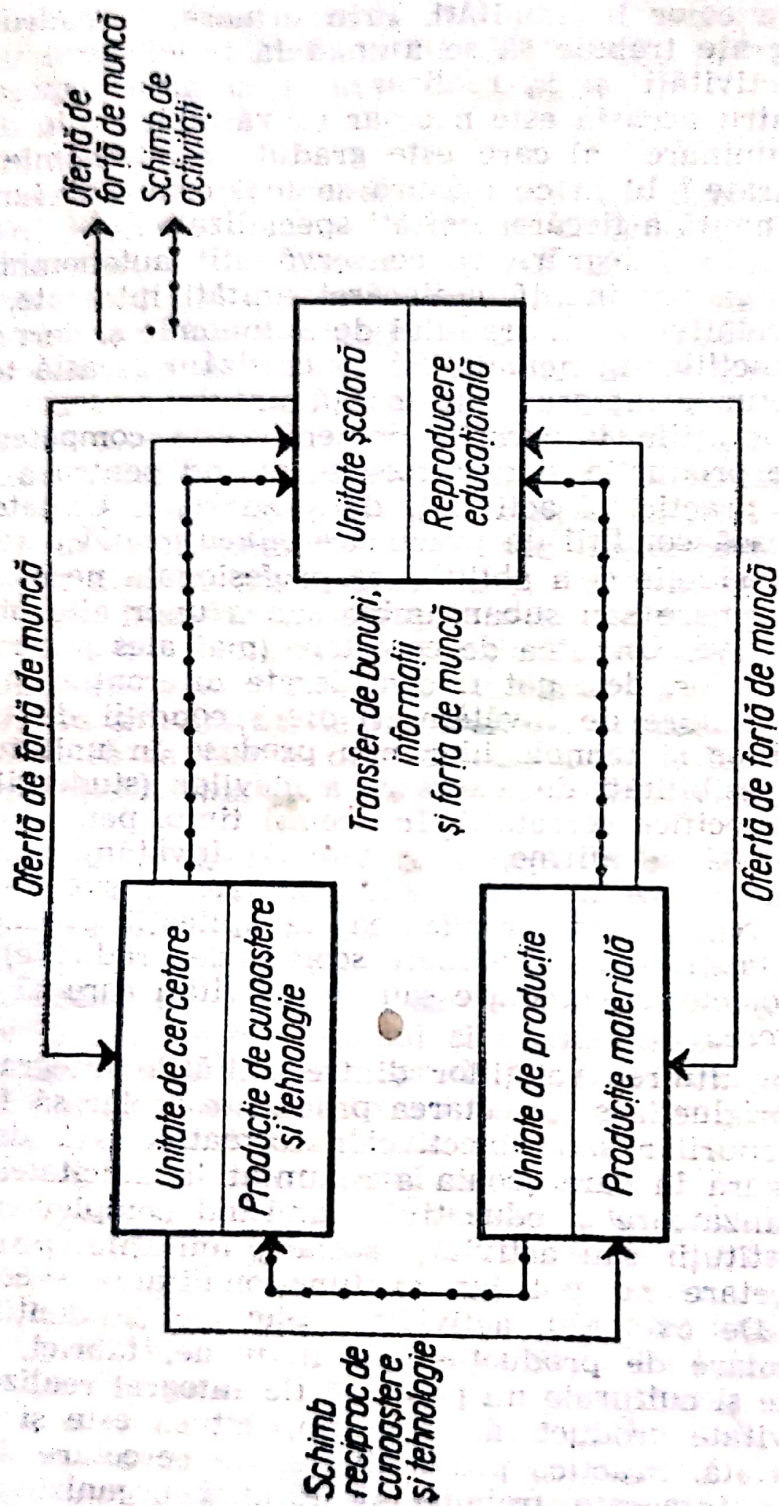 Ofertă de forță de muncă
Unitate de cercetare
Producție de cunoaștere
și tehnologie
Unitate școlară
Reproducere
educațională
Schimb
reciproc de
cunoaștere
și tehnologie
Transfer de bunuri,
informații
și forța de muncă
Unitate de producție
Producție materială
Ofertă de forță de muncă
Ofertă de
forță de muncă
Schimb de
activități